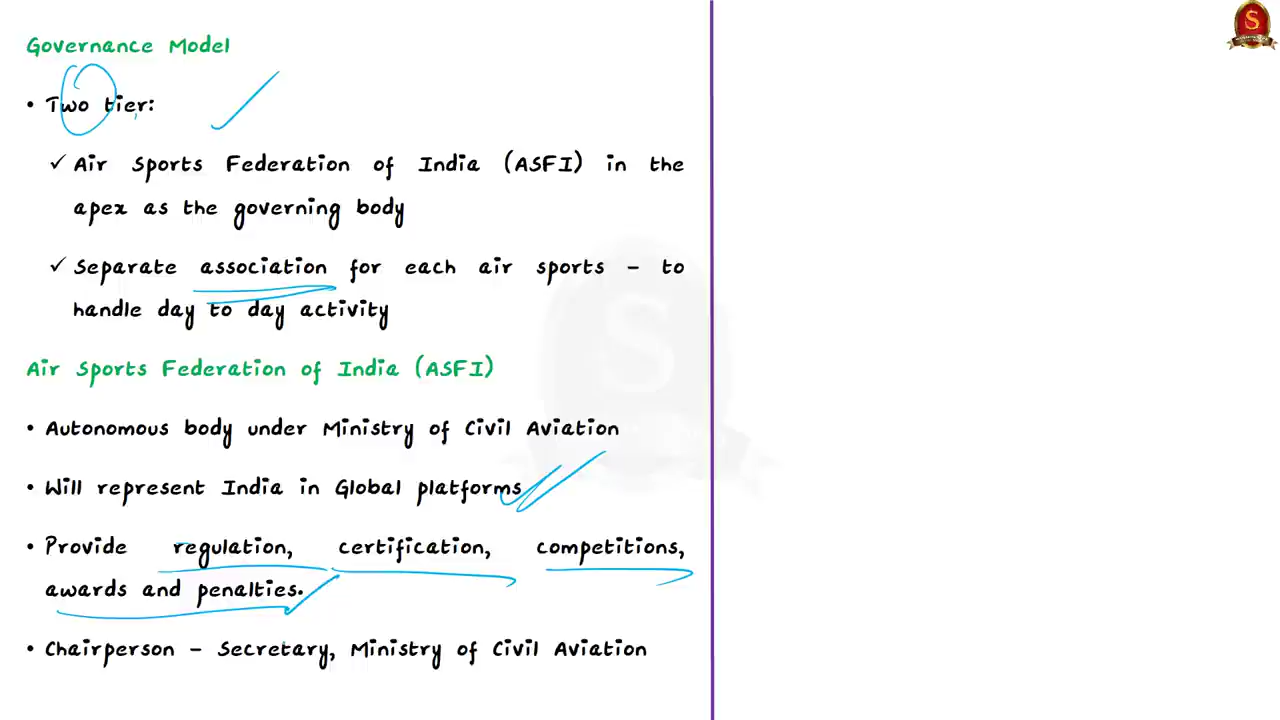 Governance Model
• Two tier:
✓ Air Sports Federation of India (ASFI) in the
apex as the governing body
✓ Separate association for each air sports – to
handle day to day activity
Air Sports Federation of India (ASFI)
• Autonomous body under Ministry of Civil Aviation
• Will represent India in Global platforms
• Provide regulation, certification, competitions,
awards and penalties.
• Chairperson – Secretary, Ministry of Civil Aviation